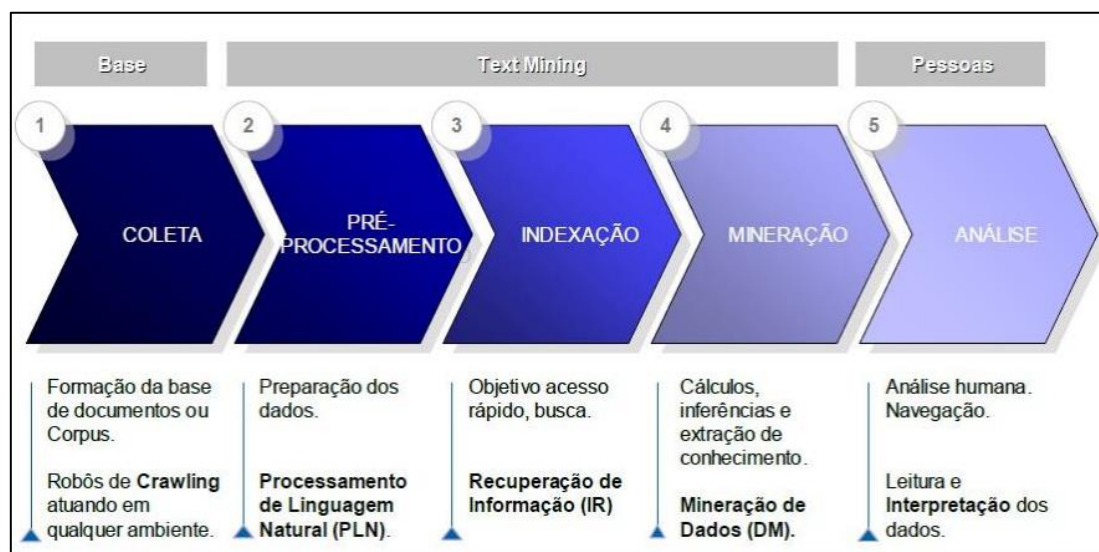 Base
Text Mining
Pessoas
1
2
3
4
5
COLETA
PRÉ-
PROCESSAMENTO
INDEXAÇÃO
MINERAÇÃO
ANÁLISE
Formação da base
de documentos ou
Corpus.
Robôs de Crawling
atuando em
qualquer ambiente.
Preparação dos
dados.
Processamento
de Linguagem
Natural (PLN).
Objetivo acesso
rápido, busca.
Recuperação de
Informação (IR)
Cálculos,
inferências e
extração de
conhecimento.
Mineração de
Dados (DM).
Análise humana.
Navegação.
Leitura e
Interpretação dos
dados.